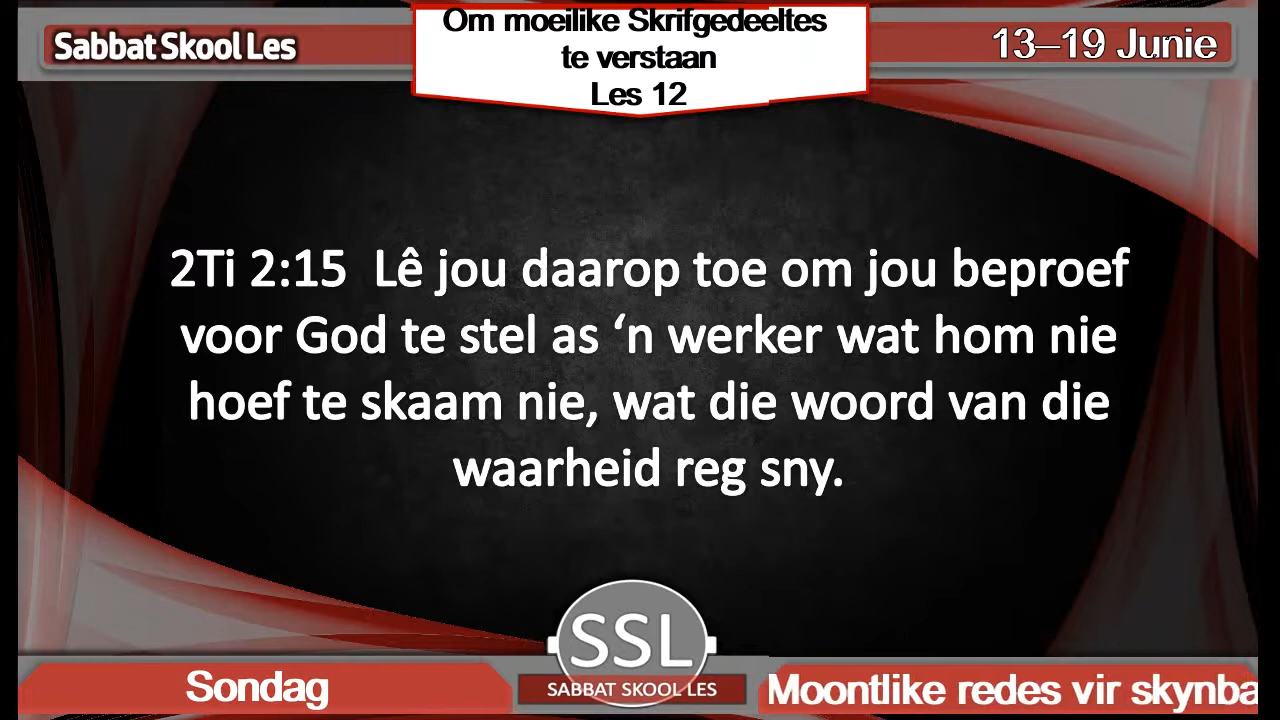 Sabbat Skool Les
Om moeilike Skrifgedeeltes
te verstaan
Les 12
13–19 Junie
2Ti 2:15 Lê jou daarop toe om jou beproef
voor God te stel as ‘n werker wat hom nie
hoef te skaam nie, wat die woord van die
waarheid reg sny.
SSL
SABBAT SKOOL LES
Sondag
Moontlike redes vir skynba